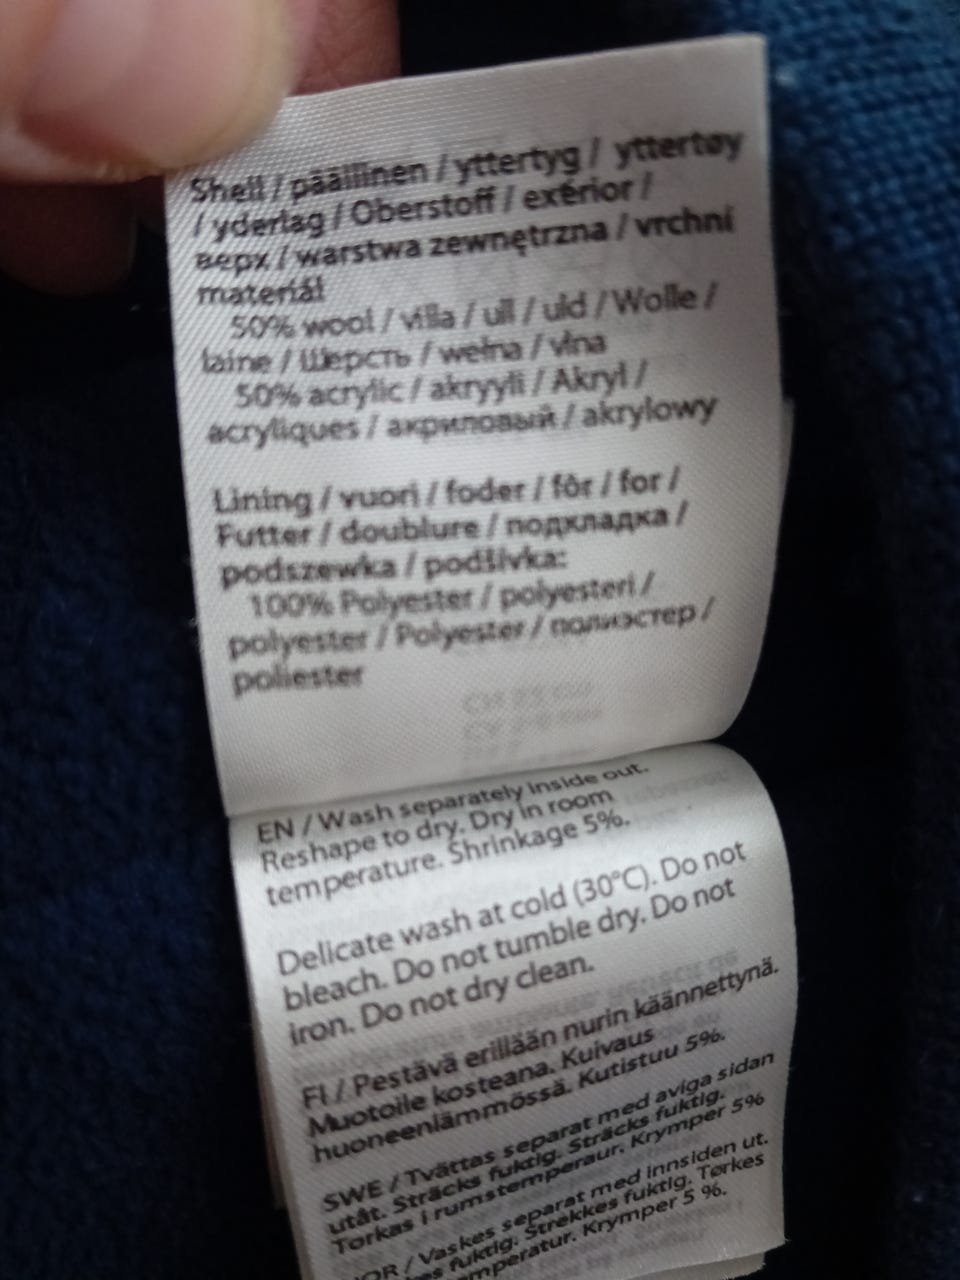 Shell / päällinen / yttertyg / yttertøy
/ yderlag / Oberstoff / exérior /
верх / warstwa zewnętrzna / vrchní
materiál
50% wool / villa / ull / uld / Wolle /
laine / Шерсть / wełna / vlna
50% acrylic / akryyli / Akryl /
acryliques / акриловый / akrylowy
Lining / vuori / foder / fôr / for /
Futter / doublure / подкладка /
podszewka / podšívka:
100% Polyester / polyesteri /
polyester / Polyester / полиэстер /
poliester
EN / Wash separately inside out.
Reshape to dry. Dry in room
temperature. Shrinkage 5%.
Delicate wash at cold (30°C). Do not
bleach. Do not tumble dry. Do not
iron. Do not dry clean.
FI / Pestävä erillään nurin käännettynä.
Muotoile kosteana. Kuivaus
huoneenlämmössä. Kutistuu 5%.
SWE / Tvättas separat med aviga sidan
utåt. Sträcks fuktig. Sträcks fuktig.
Torkas i rumstemperaur. Krymper 5%
NOR / Vaskes separat med innsiden ut.
fuktig. Strekkes fuktig. Tørkes
Krymper 5 %.